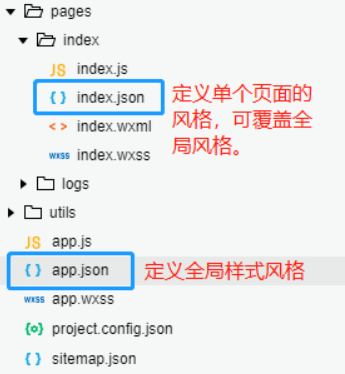 pages
index
JS index.js
{ } index.json
定义单个页面的
风格，可覆盖全
局风格。
< > index.wxml
wxss index.wxss
logs
utils
JS app.js
{ } app.json 定义全局样式风格
wxss app.wxss
{o} project.config.json
{ } sitemap.json